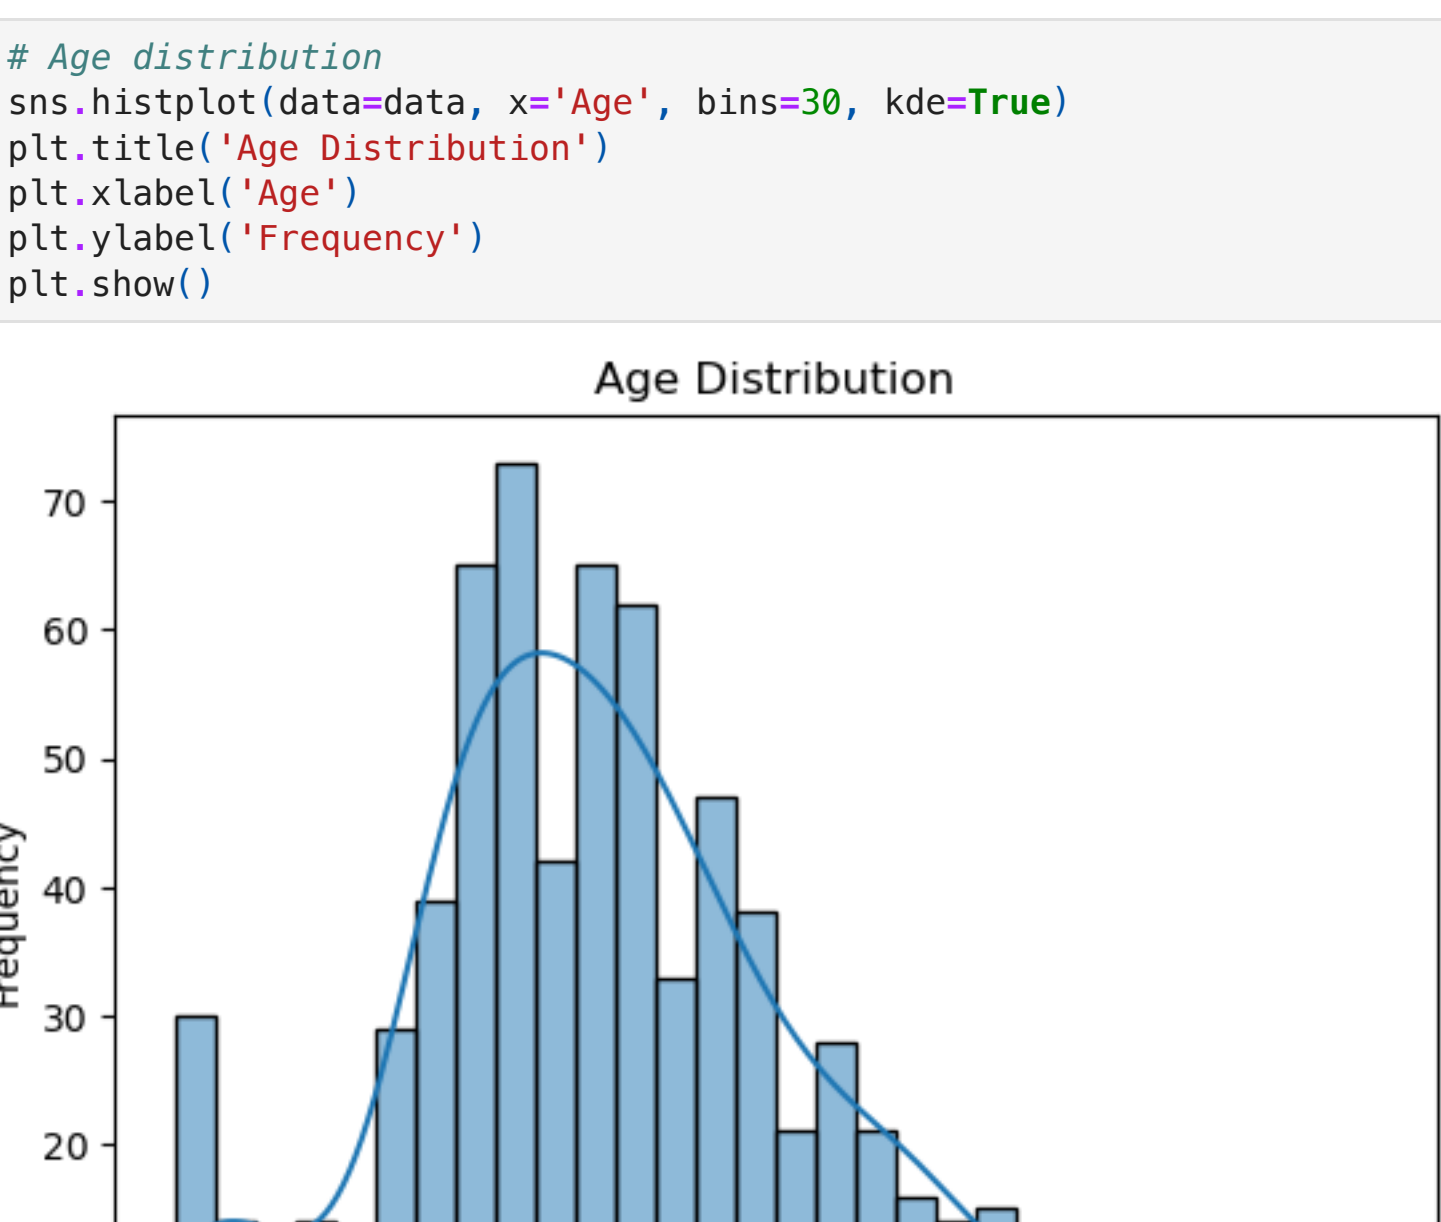 # Age distribution
sns.histplot(data=data, x='Age', bins=30, kde=True)
plt.title('Age Distribution')
plt.xlabel('Age')
plt.ylabel('Frequency')
plt.show()
Age Distribution
70
60
50
40
30
20
Frequency